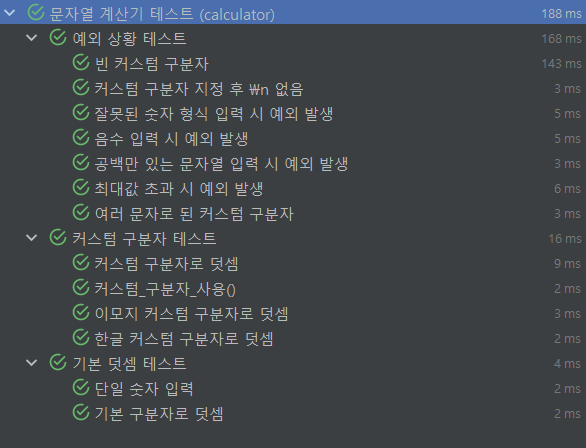 문자열 계산기 테스트 (calculator) 188 ms
예외 상황 테스트 168 ms
빈 커스텀 구분자 143 ms
커스텀 구분자 지정 후 ₩n 없음 3 ms
잘못된 숫자 형식 입력 시 예외 발생 5 ms
음수 입력 시 예외 발생 5 ms
공백만 있는 문자열 입력 시 예외 발생 3 ms
최대값 초과 시 예외 발생 6 ms
여러 문자로 된 커스텀 구분자 3 ms
커스텀 구분자 테스트 16 ms
커스텀 구분자로 덧셈 9 ms
커스텀_구분자_사용() 2 ms
이모지 커스텀 구분자로 덧셈 3 ms
한글 커스텀 구분자로 덧셈 2 ms
기본 덧셈 테스트 4 ms
단일 숫자 입력 2 ms
기본 구분자로 덧셈 2 ms